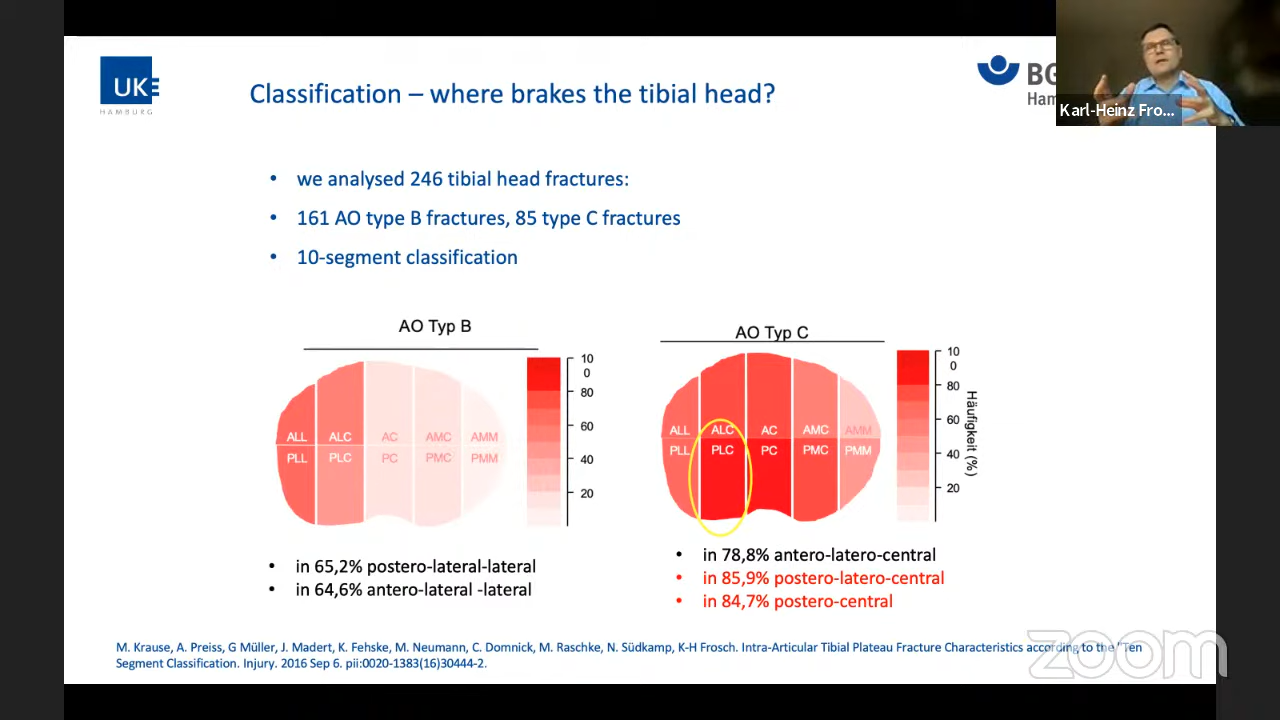 UKE
HAMBURG
Classification – where brakes the tibial head?
BG
Ham
Karl-Heinz Fro...
• we analysed 246 tibial head fractures:
• 161 AO type B fractures, 85 type C fractures
• 10-segment classification
AO Typ B
ALL ALC AC AMC AMM
PLL PLC PC PMC PMM
10
0
80
60
40
20
AO Typ C
ALL ALC AC AMC AMM
PLL PLC PC PMC PMM
10
0
80
60
40
20
Häufigkeit (%)
• in 65,2% postero-lateral-lateral
• in 64,6% antero-lateral -lateral
• in 78,8% antero-latero-central
• in 85,9% postero-latero-central
• in 84,7% postero-central
M. Krause, A. Preiss, G Müller, J. Madert, K. Fehske, M. Neumann, C. Domnick, M. Raschke, N. Südkamp, K-H Frosch. Intra-Articular Tibial Plateau Fracture Characteristics according to the "Ten
Segment Classification. Injury. 2016 Sep 6. pii:0020-1383(16)30444-2.
zoom